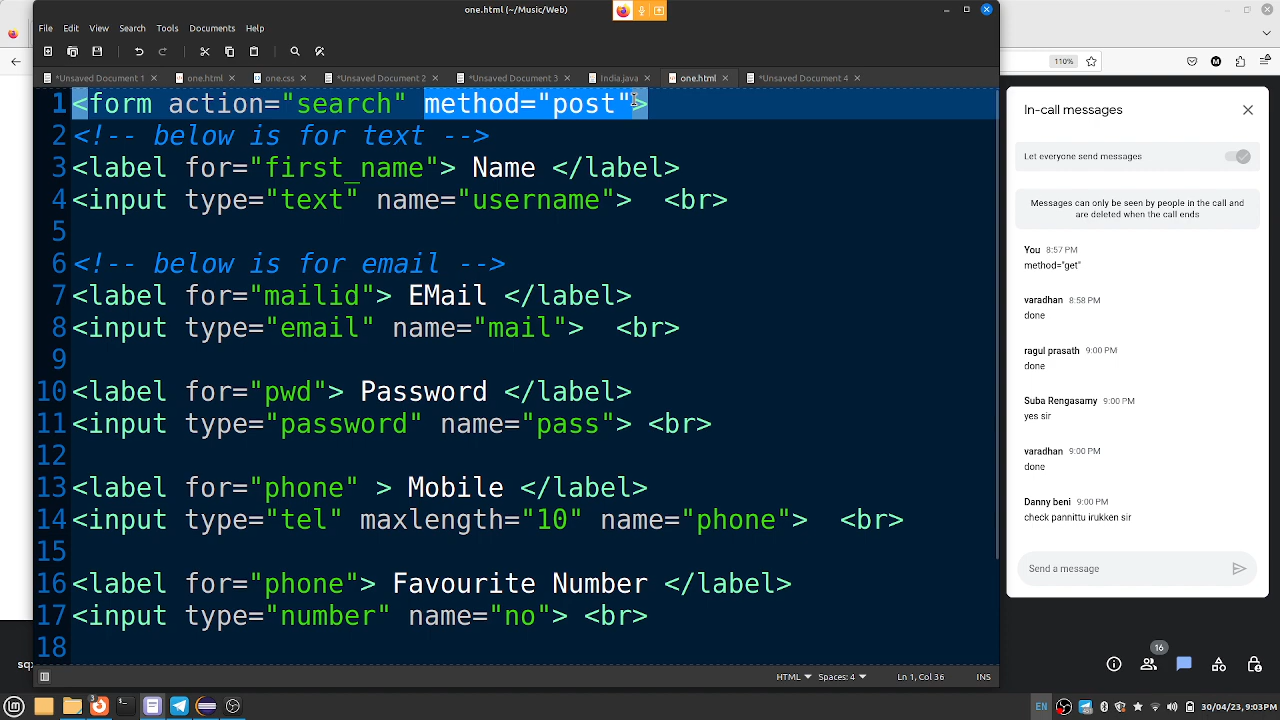 one.html (~/Music/Web)
File Edit View Search Tools Documents Help
*Unsaved Document 1 one.html one.css *Unsaved Document 2 *Unsaved Document 3 India.java one.html *Unsaved Document 4
110%
1 <form action="search" method="post">
2 <!-- below is for text -->
3 <label for="first_name"> Name </label>
4 <input type="text" name="username"> <br>
5
6 <!-- below is for email -->
7 <label for="mailid"> EMail </label>
8 <input type="email" name="mail"> <br>
9
10 <label for="pwd"> Password </label>
11 <input type="password" name="pass"> <br>
12
13 <label for="phone" > Mobile </label>
14 <input type="tel" maxlength="10" name="phone"> <br>
15
16 <label for="phone"> Favourite Number </label>
17 <input type="number" name="no"> <br>
18
HTML Spaces: 4 Ln 1, Col 36 INS
In-call messages
Let everyone send messages
Messages can only be seen by people in the call and
are deleted when the call ends
You 8:57 PM
method="get"
varadhan 8:58 PM
done
ragul prasath 9:00 PM
done
Suba Rengasamy 9:00 PM
yes sir
varadhan 9:00 PM
done
Danny beni 9:00 PM
check pannittu irukken sir
Send a message
16
3
EN 30/04/23, 9:03PM